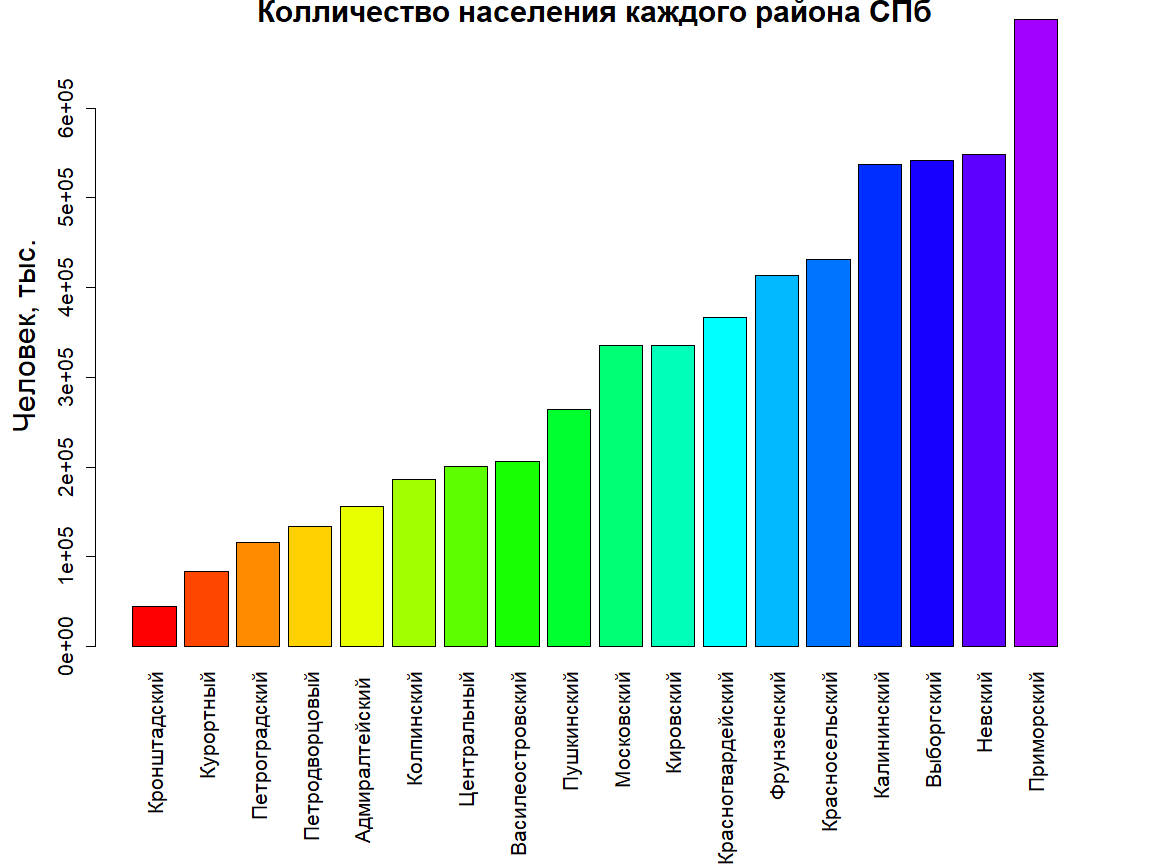 Колличество населения каждого района СПб
Человек, тыс.
6e+05
5e+05
4e+05
3e+05
2e+05
1e+05
0e+00
Кронштадский
Курортный
Петроградский
Петродворцовый
Адмиралтейский
Колпинский
Центральный
Василеостровский
Пушкинский
Московский
Кировский
Красногвардейский
Фрунзенский
Красносельский
Калининский
Выборгский
Невский
Приморский